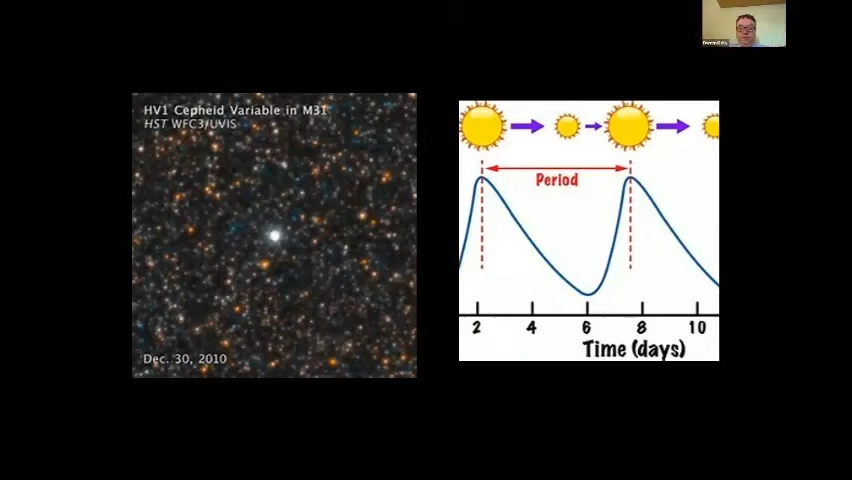 HV1 Cepheid Variable in M31
HST WFC3/UVIS
Dec. 30, 2010
Period
2 4 6 8 10
Time (days)